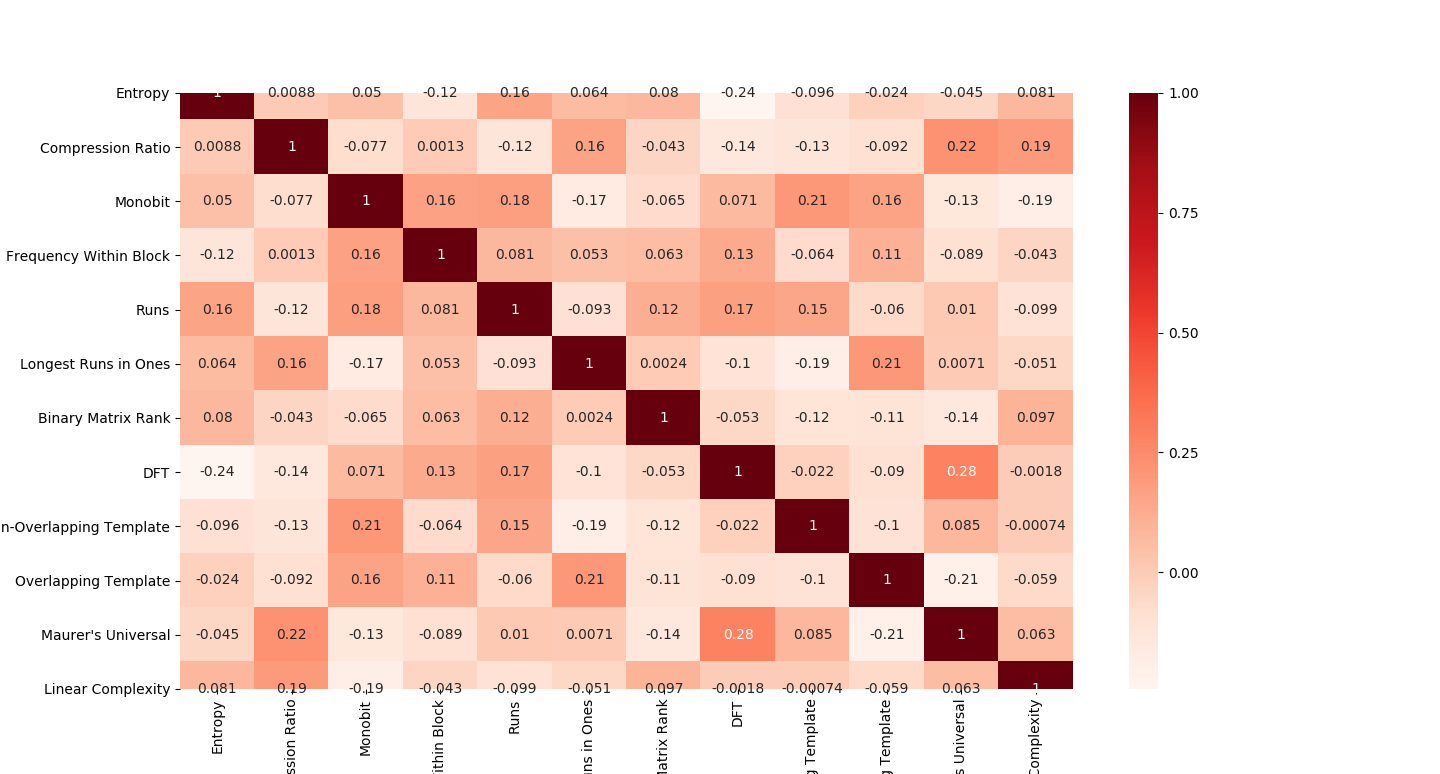 Entropy 1 0.0088 0.05 -0.12 0.16 0.064 0.08 -0.24 -0.096 -0.024 -0.045 0.081
Compression Ratio 0.0088 1 -0.077 0.0013 -0.12 0.16 -0.043 -0.14 -0.13 -0.092 0.22 0.19
Monobit 0.05 -0.077 1 0.16 0.18 -0.17 -0.065 0.071 0.21 0.16 -0.13 -0.19
Frequency Within Block -0.12 0.0013 0.16 1 0.081 0.053 0.063 0.13 -0.064 0.11 -0.089 -0.043
Runs 0.16 -0.12 0.18 0.081 1 -0.093 0.12 0.17 0.15 -0.06 0.01 -0.099
Longest Runs in Ones 0.064 0.16 -0.17 0.053 -0.093 1 0.0024 -0.1 -0.19 0.21 0.0071 -0.051
Binary Matrix Rank 0.08 -0.043 -0.065 0.063 0.12 0.0024 1 -0.053 -0.12 -0.11 -0.14 0.097
DFT -0.24 -0.14 0.071 0.13 0.17 -0.1 -0.053 1 -0.022 -0.09 0.28 -0.0018
n-Overlapping Template -0.096 -0.13 0.21 -0.064 0.15 -0.19 -0.12 -0.022 1 -0.1 0.085 -0.00074
Overlapping Template -0.024 -0.092 0.16 0.11 -0.06 0.21 -0.11 -0.09 -0.1 1 -0.21 -0.059
Maurer's Universal -0.045 0.22 -0.13 -0.089 0.01 0.0071 -0.14 0.28 0.085 -0.21 1 0.063
Linear Complexity 0.081 0.19 -0.19 -0.043 -0.099 -0.051 0.097 -0.0018 -0.00074 -0.059 0.063 1
Entropy
ssion Ratio
Monobit
ithin Block
Runs
ns in Ones
Matrix Rank
DFT
g Template
g Template
s Universal
Complexity
1.00
0.75
0.50
0.25
0.00